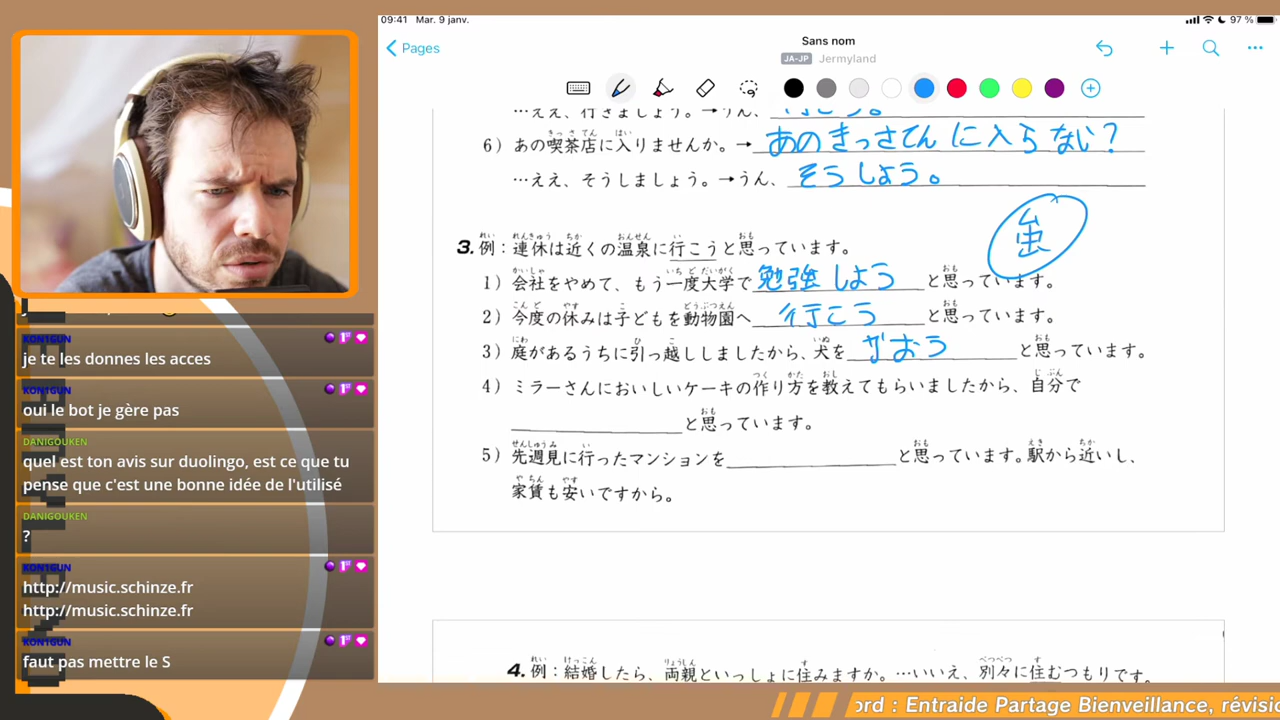 09:41 Mar. 9 janv.
97 %
Pages
Sans nom
JA-JP Jermyland
…ええ、行きましょう。→うん、行こう。
6）あの喫茶店に入りませんか。→ あのきっさてんに入らない？
…ええ、そうしましょう。→うん、そうしよう。
3. 例：連休は近くの温泉に行こうと思っています。
1）会社をやめて、もう一度大学で勉強しようと思っています。
2）今度の休みは子どもを動物園へ行こうと思っています。
3）庭があるうちに引っ越ししましたから、犬をかおうと思っています。
4）ミラーさんにおいしいケーキの作り方を教えてもらいましたから、自分で
と思っています。
5）先週見に行ったマンションを と思っています。駅から近いし、
家賃も安いですから。
4. 例：結婚したら、両親といっしょに住みますか。…いいえ、別々に住むつもりです。
KON1GUN
je te les donnes les acces
KON1GUN
oui le bot je gère pas
DANIGOUKEN
quel est ton avis sur duolingo, est ce que tu
pense que c'est une bonne idée de l'utilisé
DANIGOUKEN
?
KON1GUN
http://music.schinze.fr
http://music.schinze.fr
KON1GUN
faut pas mettre le S
ord : Entraide Partage Bienveillance, révisio